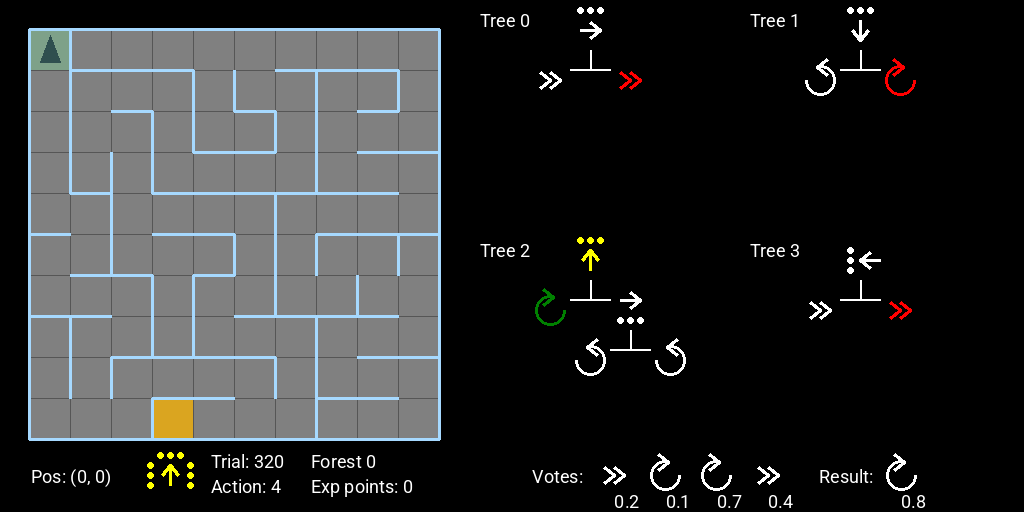 Tree 0
Tree 1
Tree 2
Tree 3
Pos: (0, 0)
Trial: 320
Forest 0
Action: 4
Exp points: 0
Votes:
0.2
0.1
0.7
0.4
Result:
0.8